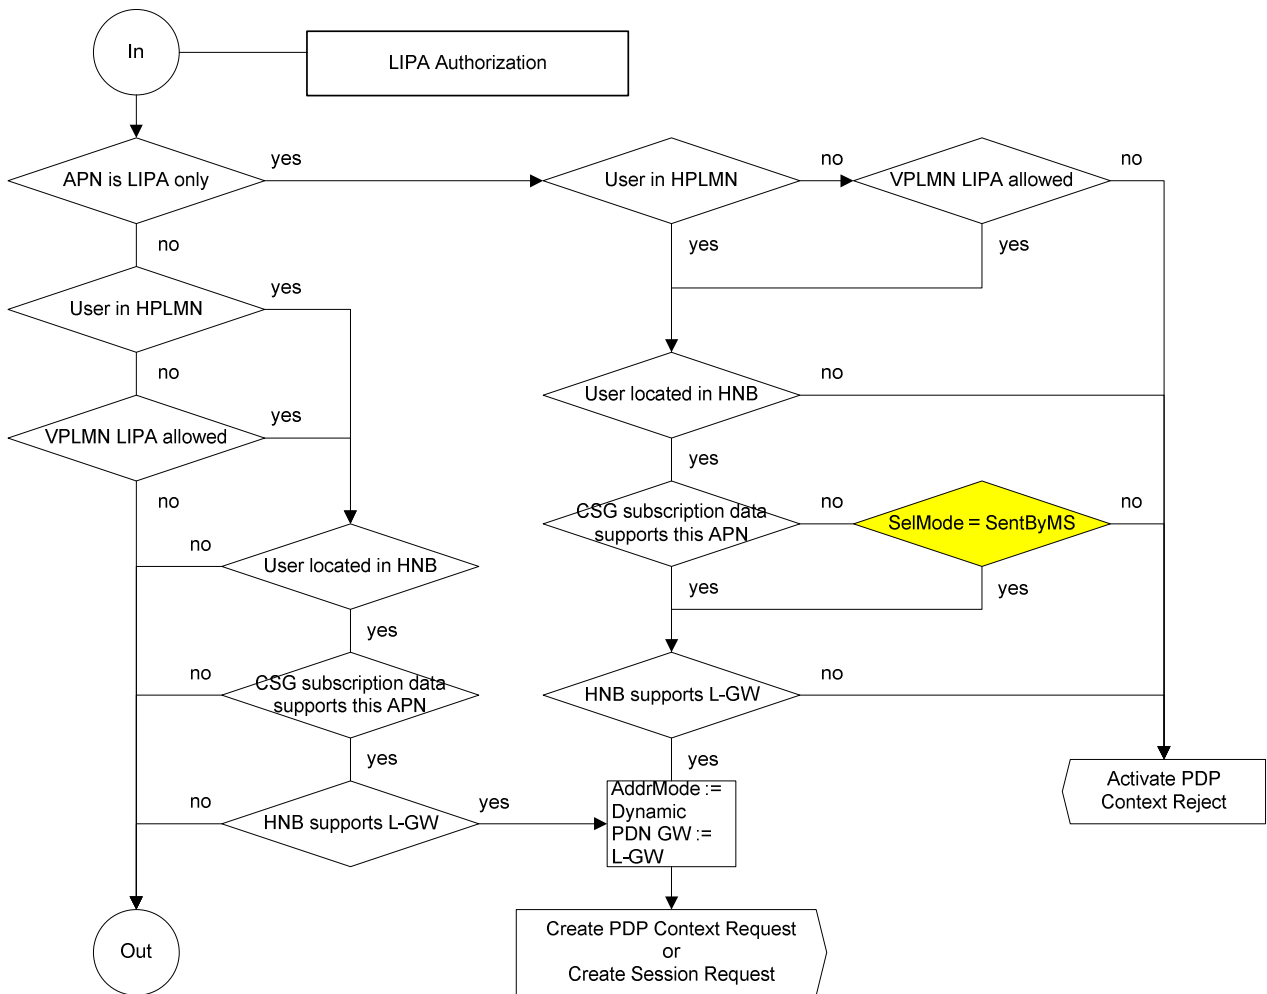 In
LIPA Authorization
APN is LIPA only
yes
User in HPLMN
no
VPLMN LIPA allowed
no
no
yes
yes
User in HPLMN
yes
no
User located in HNB
no
VPLMN LIPA allowed
yes
yes
no
CSG subscription data
supports this APN
no
SelMode = SentByMS
no
no
User located in HNB
yes
yes
yes
no
CSG subscription data
supports this APN
HNB supports L-GW
no
yes
yes
no
HNB supports L-GW
yes
AddrMode :=
Dynamic
PDN GW :=
L-GW
Activate PDP
Context Reject
Out
Create PDP Context Request
or
Create Session Request